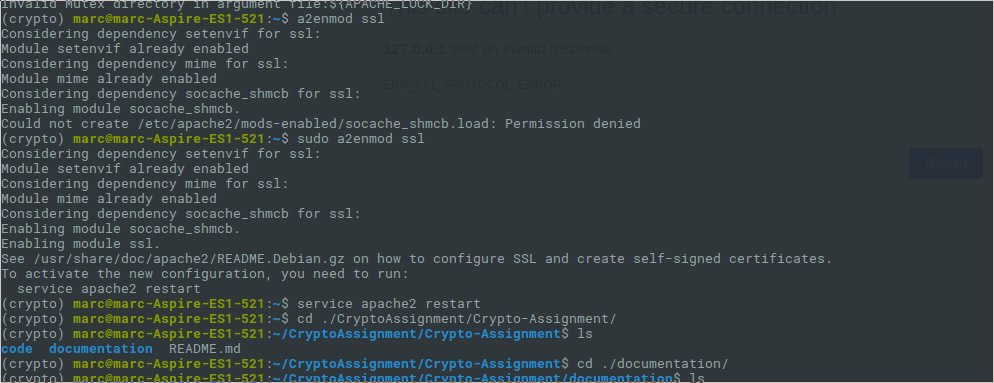 Invalid Mutex directory in argument file:${APACHE_LOCK_DIR}
can't provide a secure connection
(crypto) marc@marc-Aspire-ES1-521:~$ a2enmod ssl
Considering dependency setenvif for ssl:
Module setenvif already enabled
127.0.0.1 sent an invalid response.
Considering dependency mime for ssl:
Module mime already enabled
ERR_SSL_PROTOCOL_ERROR
Considering dependency socache_shmcb for ssl:
Enabling module socache_shmcb.
Could not create /etc/apache2/mods-enabled/socache_shmcb.load: Permission denied
(crypto) marc@marc-Aspire-ES1-521:~$ sudo a2enmod ssl
Considering dependency setenvif for ssl:
Module setenvif already enabled
Reload
Considering dependency mime for ssl:
Module mime already enabled
Considering dependency socache_shmcb for ssl:
Enabling module socache_shmcb.
Enabling module ssl.
See /usr/share/doc/apache2/README.Debian.gz on how to configure SSL and create self-signed certificates.
To activate the new configuration, you need to run:
  service apache2 restart
(crypto) marc@marc-Aspire-ES1-521:~$ service apache2 restart
(crypto) marc@marc-Aspire-ES1-521:~$ cd ./CryptoAssignment/Crypto-Assignment/
(crypto) marc@marc-Aspire-ES1-521:~/CryptoAssignment/Crypto-Assignment$ ls
code  documentation  README.md
(crypto) marc@marc-Aspire-ES1-521:~/CryptoAssignment/Crypto-Assignment$ cd ./documentation/
(crypto) marc@marc-Aspire-ES1-521:~/CryptoAssignment/Crypto-Assignment/documentation$ ls